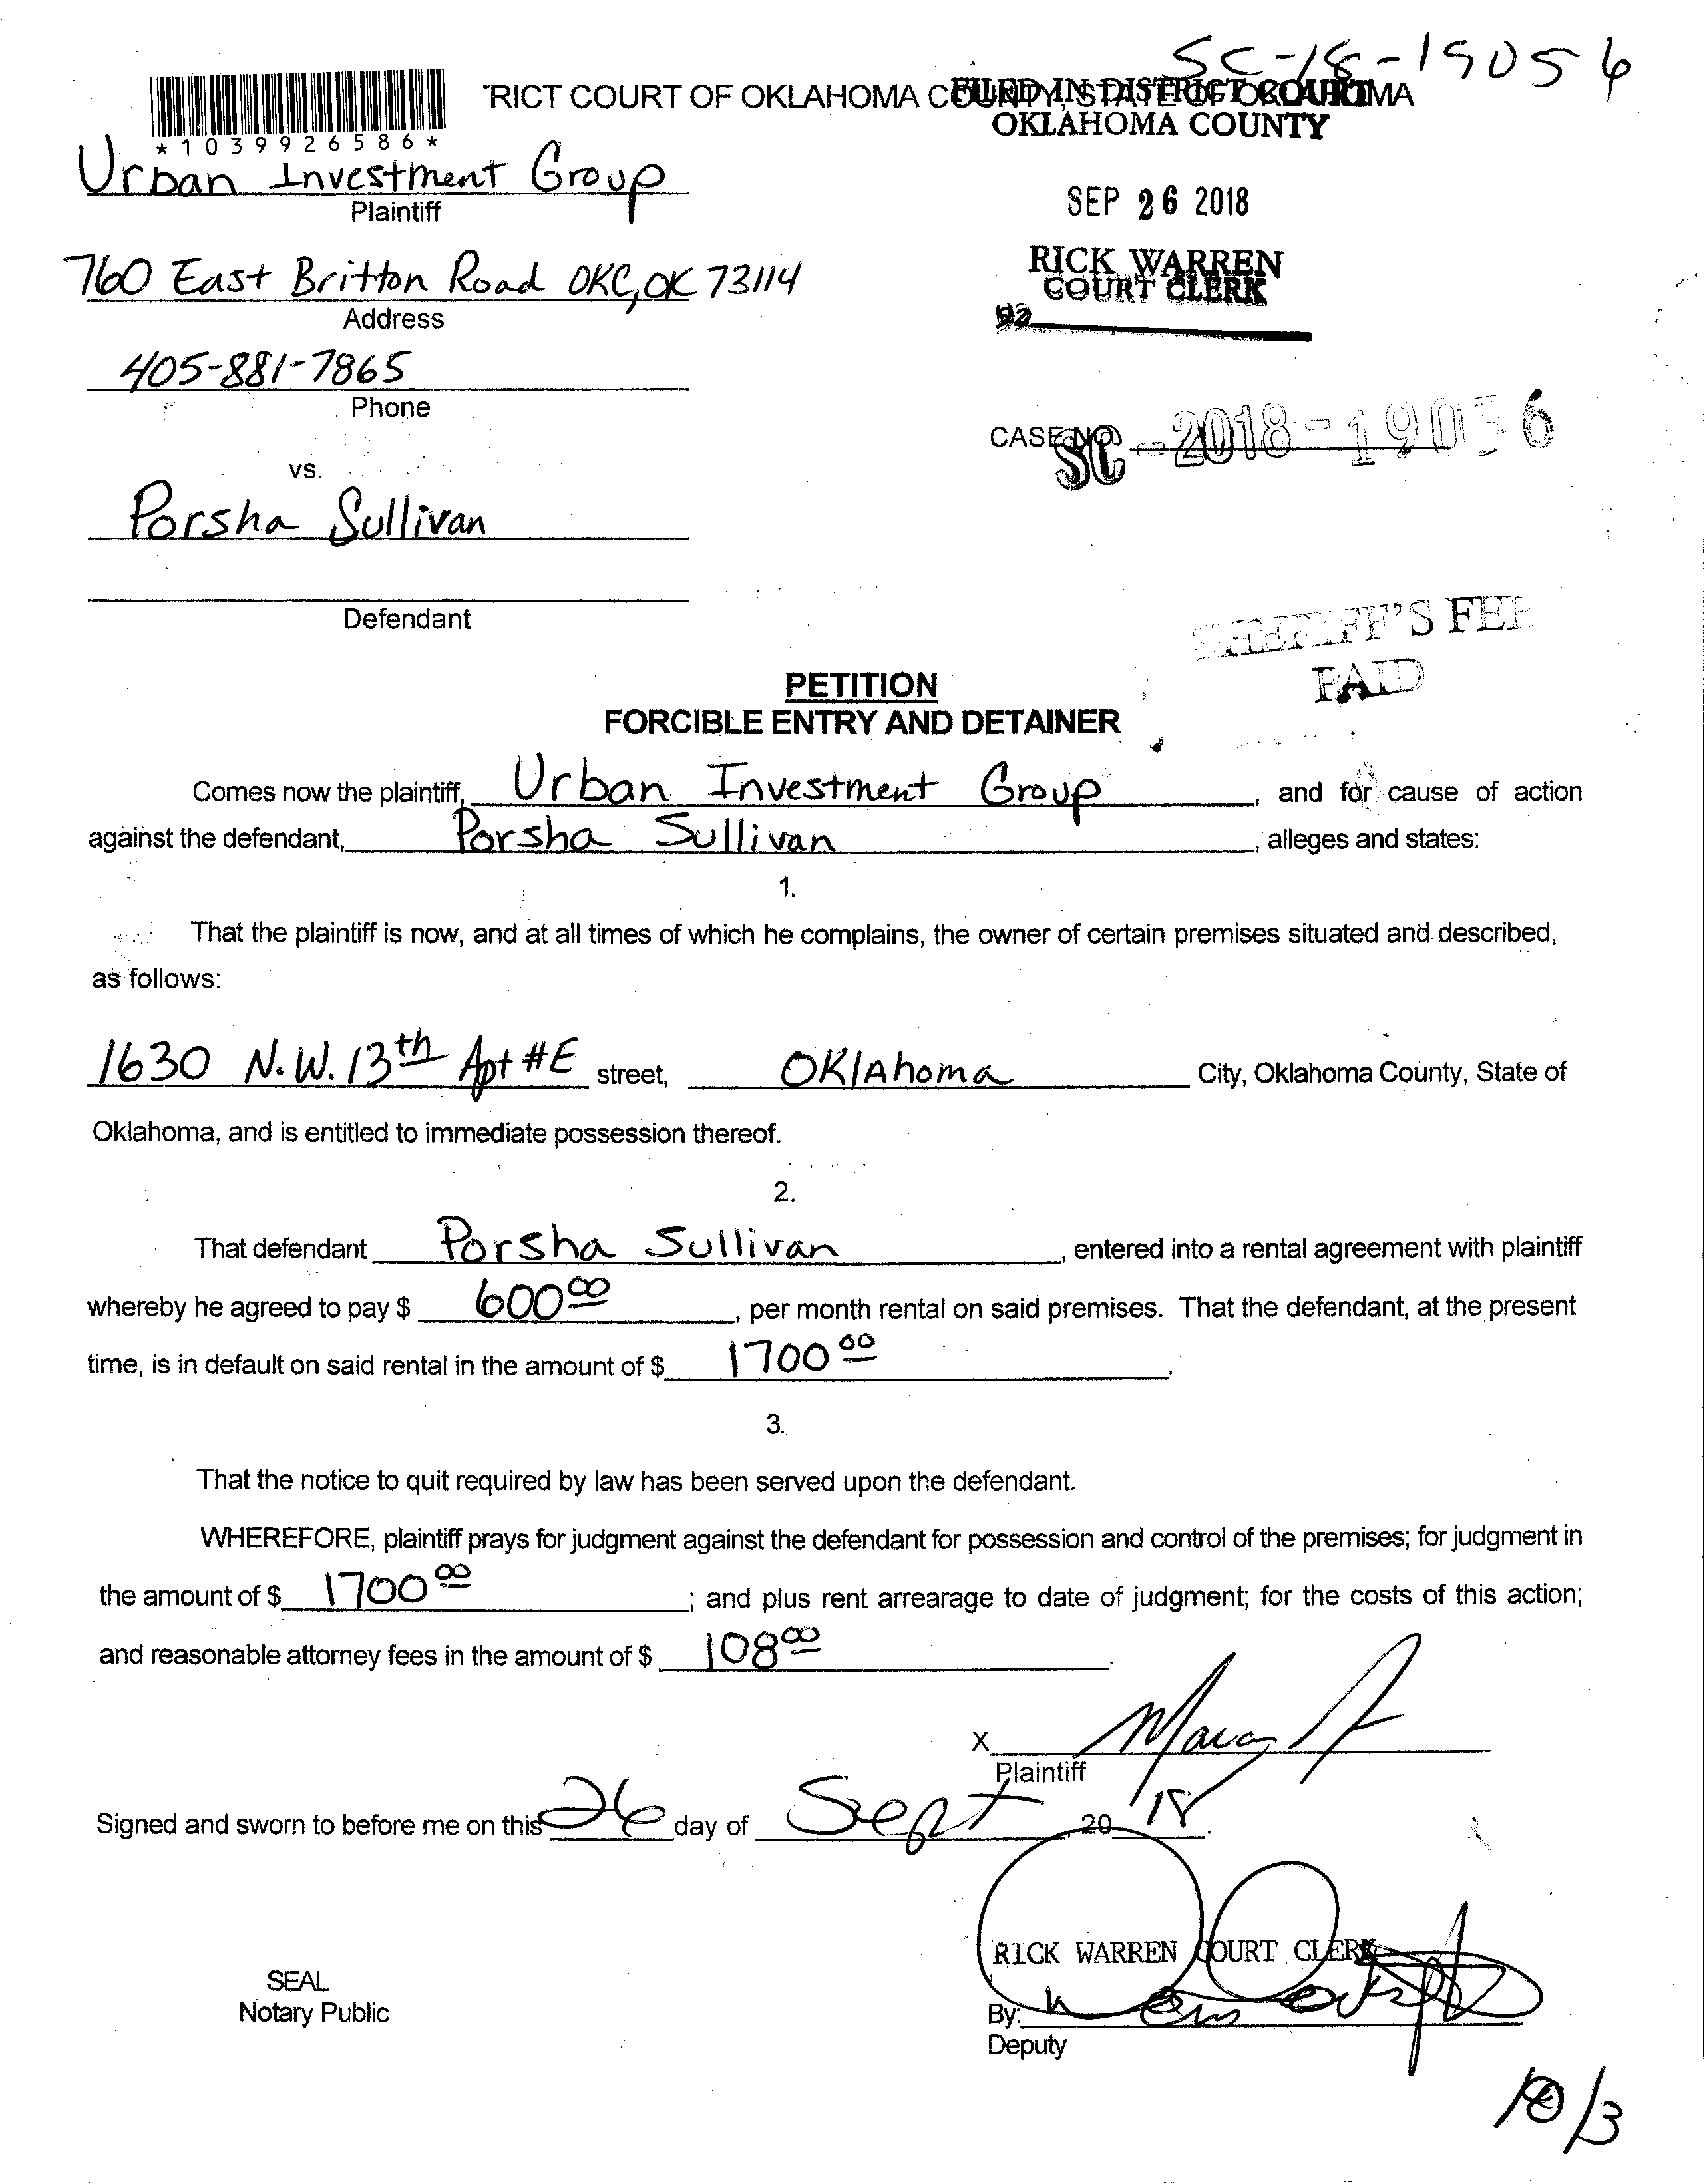 SC-18-19056
RICT COURT OF OKLAHOMA COUNTY, STATE OF OKLAHOMA
FILED IN DISTRICT COURT
OKLAHOMA COUNTY
*1039926586*
Urban Investment Group
Plaintiff
SEP 26 2018
760 East Britton Road OKC, OK 73114
Address
RICK WARREN
COURT CLERK
92
405-881-7865
Phone
CASE NO.
SC-2018-19056
vs.
Porsha Sullivan
Defendant
SHERIFF'S FEE
PAID
PETITION
FORCIBLE ENTRY AND DETAINER
Comes now the plaintiff, Urban Investment Group, and for cause of action
against the defendant, Porsha Sullivan, alleges and states:
1.
That the plaintiff is now, and at all times of which he complains, the owner of certain premises situated and described,
as follows:
1630 N.W. 13th Apt #E street, OKlAhoma City, Oklahoma County, State of
Oklahoma, and is entitled to immediate possession thereof.
2.
That defendant Porsha Sullivan, entered into a rental agreement with plaintiff
whereby he agreed to pay $ 600 00, per month rental on said premises. That the defendant, at the present
time, is in default on said rental in the amount of $ 1700 00.
3.
That the notice to quit required by law has been served upon the defendant.
WHEREFORE, plaintiff prays for judgment against the defendant for possession and control of the premises; for judgment in
the amount of $ 1700 00; and plus rent arrearage to date of judgment; for the costs of this action;
and reasonable attorney fees in the amount of $ 108 00.
X
Plaintiff
Signed and sworn to before me on this 26 day of Sept, 20 18.
RICK WARREN COURT CLERK
SEAL
Notary Public
By:
Deputy
10/3